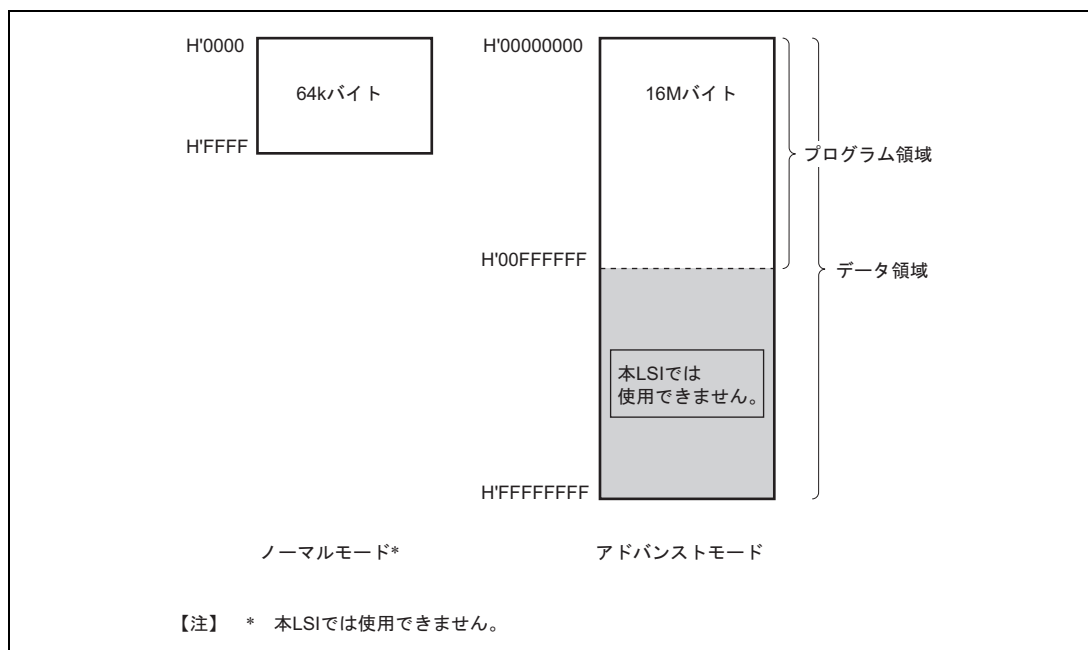 H'0000
64kバイト
H'FFFF
H'00000000
16Mバイト
プログラム領域
H'00FFFFFF
データ領域
本LSIでは
使用できません。
H'FFFFFFFF
ノーマルモード*
アドバンストモード
【注】 * 本LSIでは使用できません。